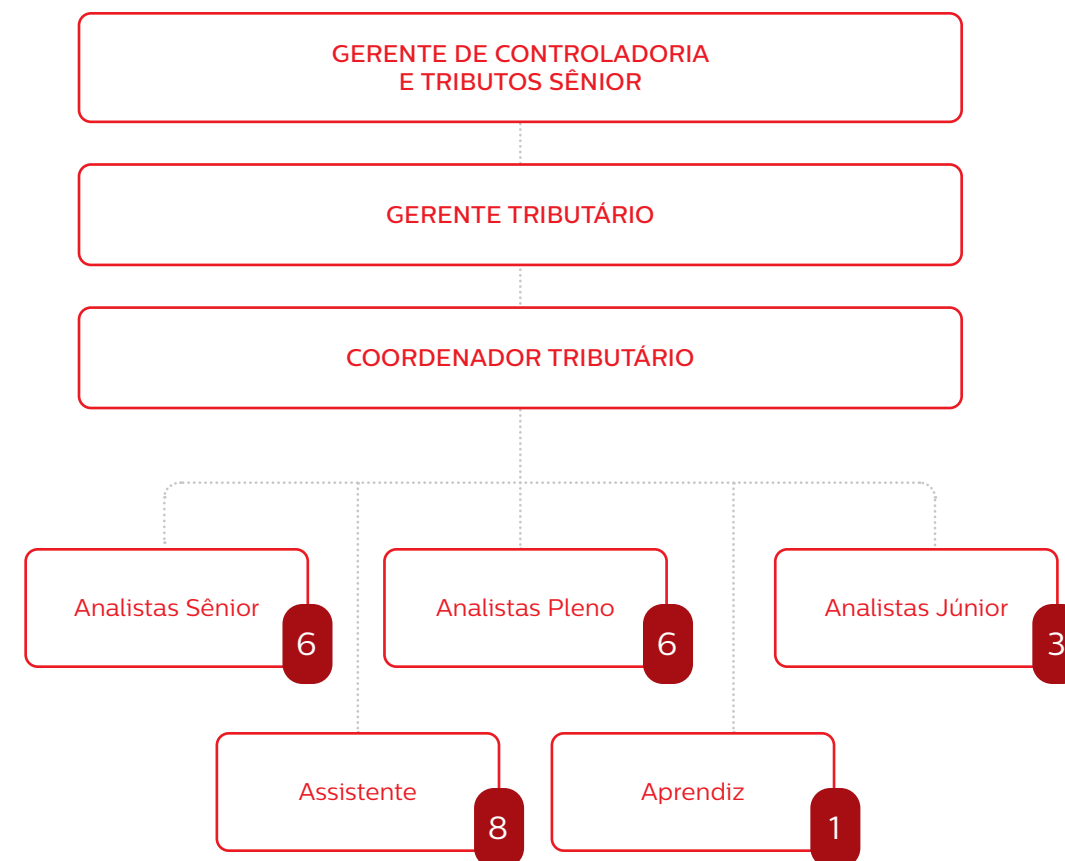 GERENTE DE CONTROLADORIA
E TRIBUTOS SÊNIOR
GERENTE TRIBUTÁRIO
COORDENADOR TRIBUTÁRIO
Analistas Sênior
6
Analistas Pleno
6
Analistas Júnior
3
Assistente
8
Aprendiz
1